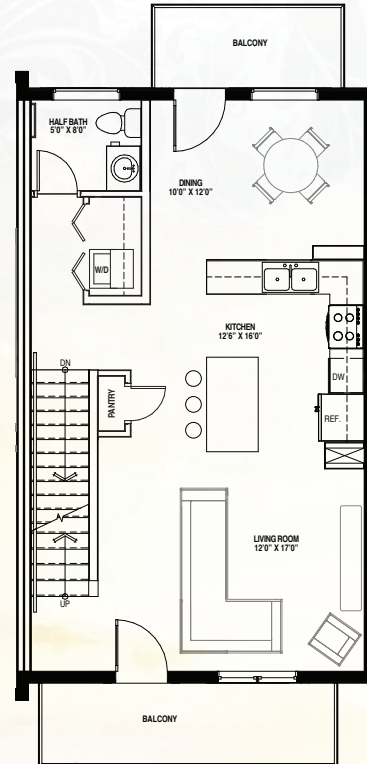 BALCONY
HALF BATH
5'0" X 8'0"
DINING
10'0" X 12'0"
W/D
KITCHEN
12'6" X 16'0"
DN
DW
PANTRY
REF.
LIVING ROOM
12'0" X 17'0"
UP
BALCONY